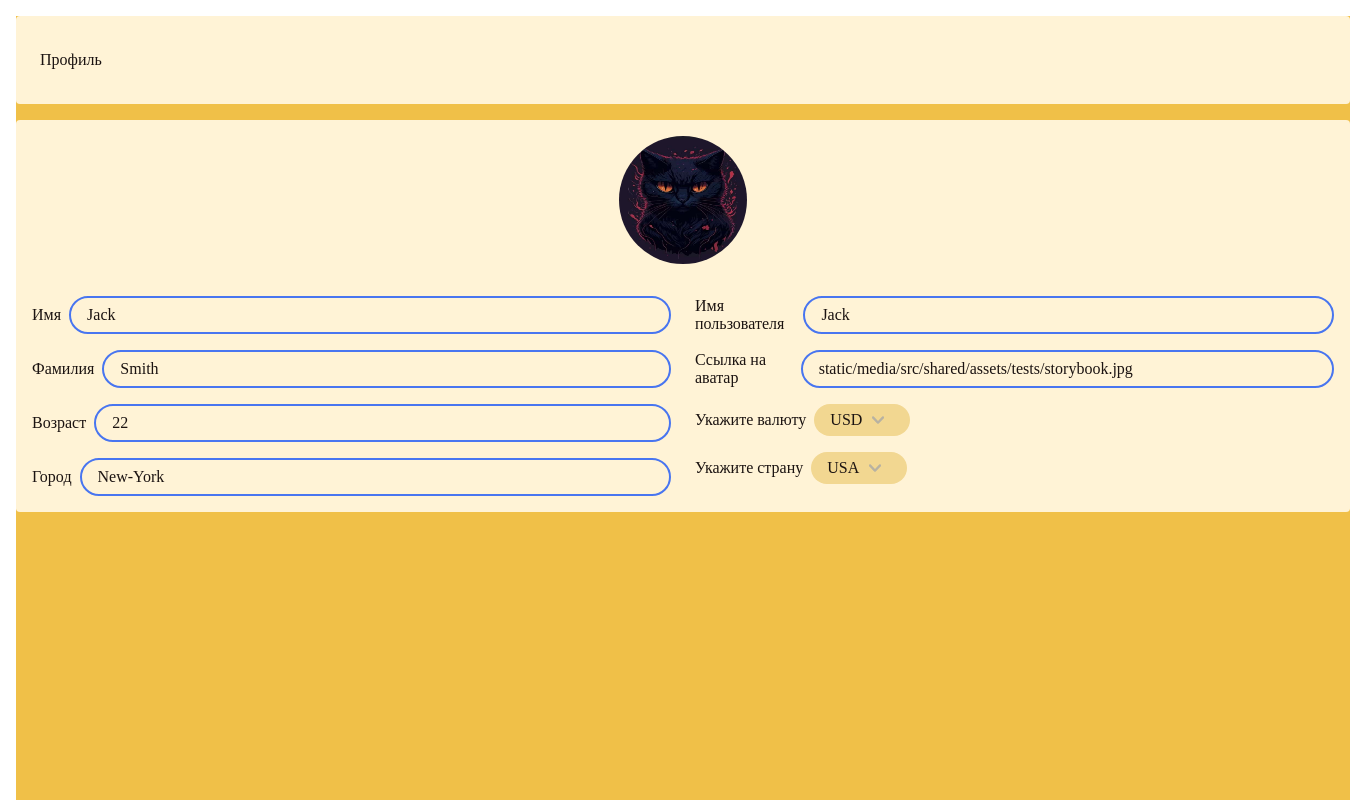 Профиль
Имя
Jack
Фамилия
Smith
Возраст
22
Город
New-York
Имя
пользователя
Jack
Ссылка на
аватар
static/media/src/shared/assets/tests/storybook.jpg
Укажите валюту
USD
Укажите страну
USA